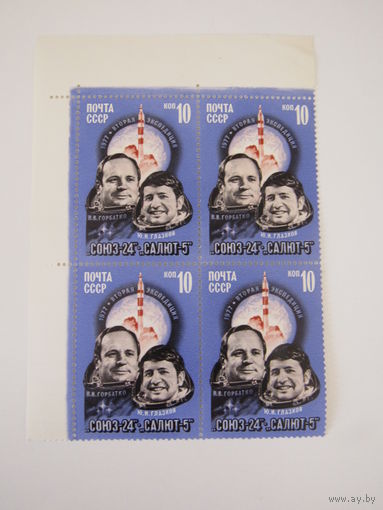 ПОЧТА СССР КОП 10
1977 • ВТОРАЯ ЭКСПЕДИЦИЯ
В.В.ГОРБАТКО
Ю.Н.ГЛАЗКОВ
„СОЮЗ-24"-„САЛЮТ-5"
ПОЧТА СССР КОП 10
1977 • ВТОРАЯ ЭКСПЕДИЦИЯ
В.В.ГОРБАТКО
Ю.Н.ГЛАЗКОВ
„СОЮЗ-24"-„САЛЮТ-5"
ПОЧТА СССР КОП 10
1977 • ВТОРАЯ ЭКСПЕДИЦИЯ
В.В.ГОРБАТКО
Ю.Н.ГЛАЗКОВ
„СОЮЗ-24"-„САЛЮТ-5"
ПОЧТА СССР КОП 10
1977 • ВТОРАЯ ЭКСПЕДИЦИЯ
В.В.ГОРБАТКО
Ю.Н.ГЛАЗКОВ
„СОЮЗ-24"-„САЛЮТ-5"
© www.ay.by